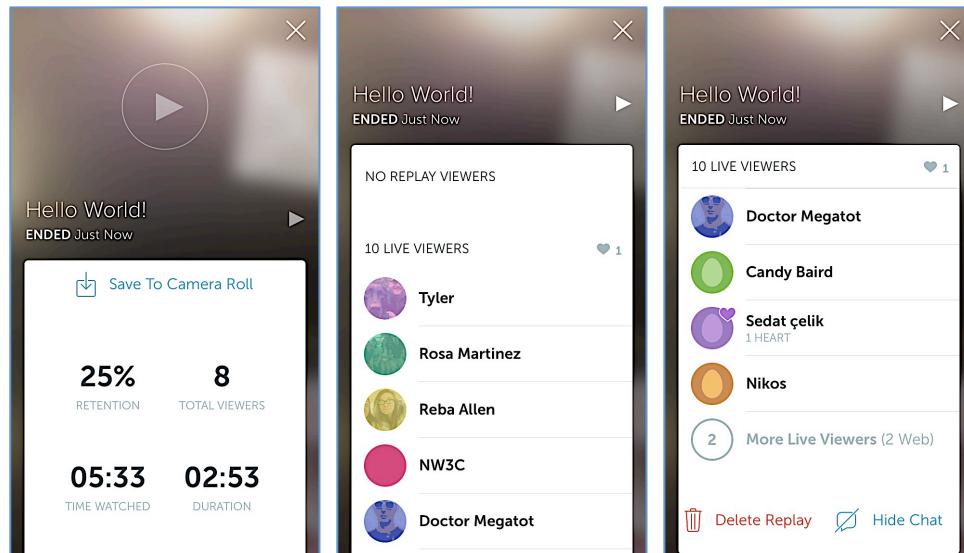 Hello World!
ENDED Just Now
Save To Camera Roll
25%
8
RETENTION
TOTAL VIEWERS
05:33
02:53
TIME WATCHED
DURATION
Hello World!
ENDED Just Now
NO REPLAY VIEWERS
10 LIVE VIEWERS
1
Tyler
Rosa Martinez
Reba Allen
NW3C
Doctor Megatot
Hello World!
ENDED Just Now
10 LIVE VIEWERS
1
Doctor Megatot
Candy Baird
Sedat çelik
1 HEART
Nikos
2
More Live Viewers (2 Web)
Delete Replay
Hide Chat